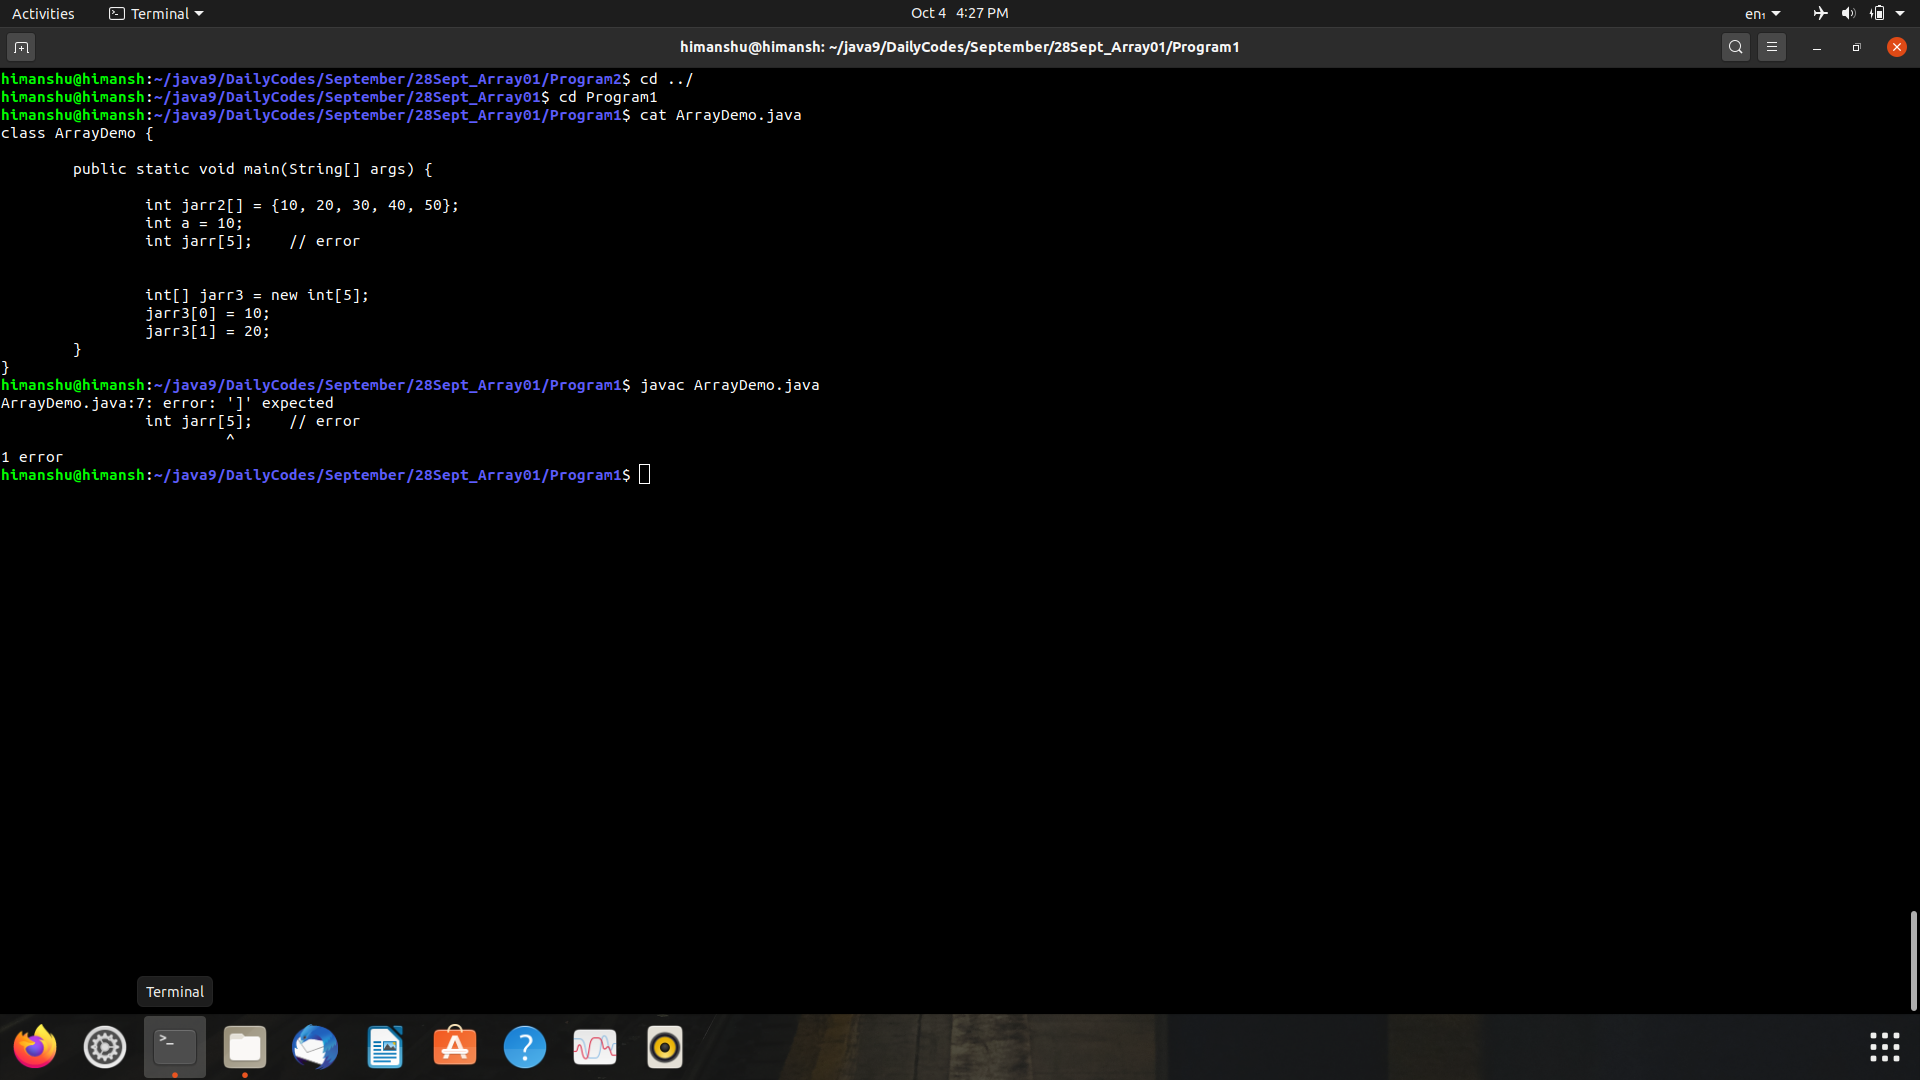 Activities Terminal Oct 4 4:27 PM en₁
himanshu@himansh: ~/java9/DailyCodes/September/28Sept_Array01/Program1
himanshu@himansh:~/java9/DailyCodes/September/28Sept_Array01/Program2$ cd ../
himanshu@himansh:~/java9/DailyCodes/September/28Sept_Array01$ cd Program1
himanshu@himansh:~/java9/DailyCodes/September/28Sept_Array01/Program1$ cat ArrayDemo.java
class ArrayDemo {
public static void main(String[] args) {
int jarr2[] = {10, 20, 30, 40, 50};
int a = 10;
int jarr[5]; // error
int[] jarr3 = new int[5];
jarr3[0] = 10;
jarr3[1] = 20;
}
}
himanshu@himansh:~/java9/DailyCodes/September/28Sept_Array01/Program1$ javac ArrayDemo.java
ArrayDemo.java:7: error: ']' expected
int jarr[5]; // error
^
1 error
himanshu@himansh:~/java9/DailyCodes/September/28Sept_Array01/Program1$
Terminal